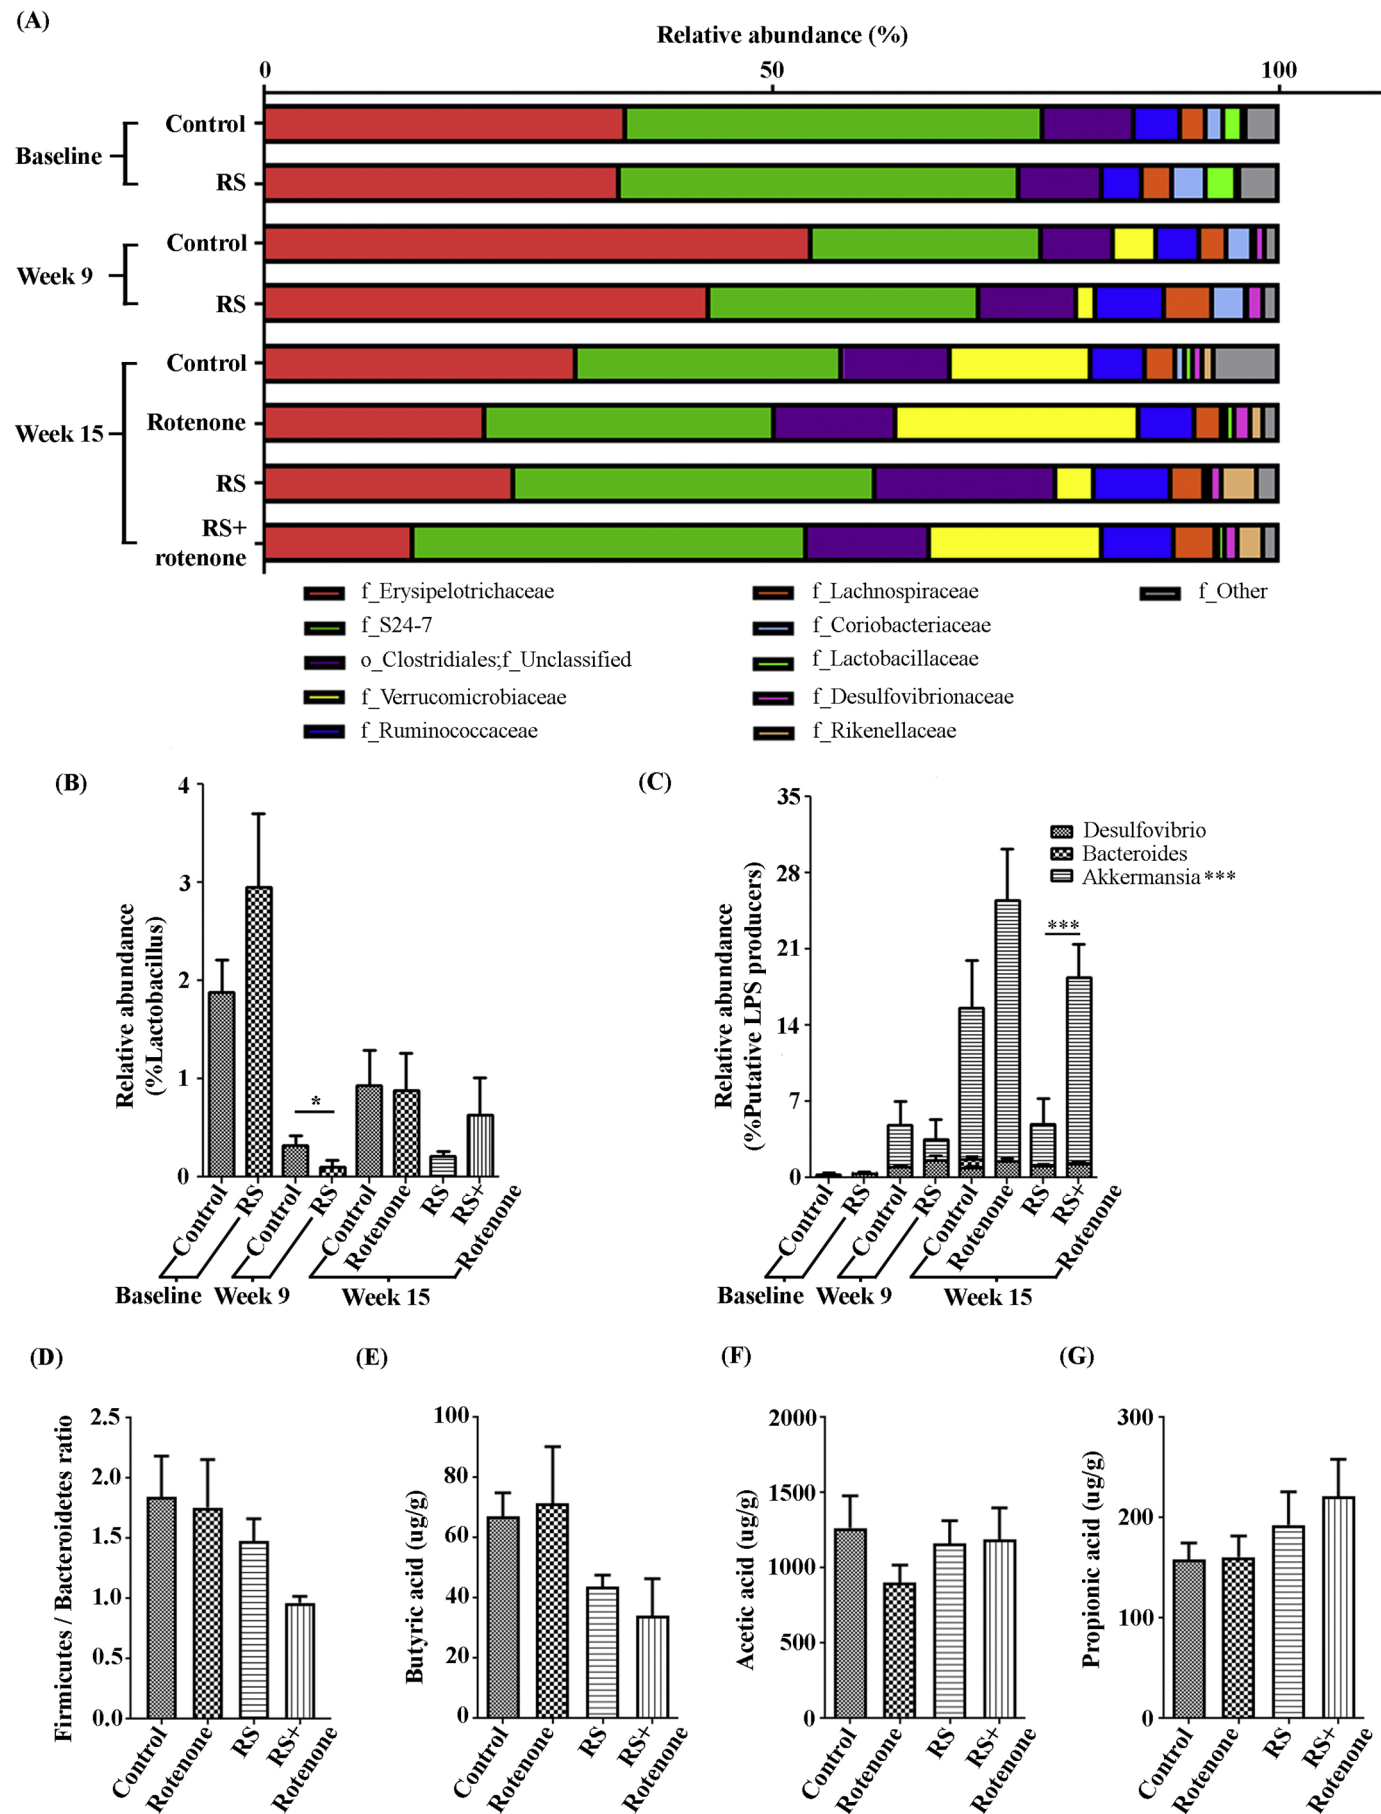 (A)
Relative abundance (%)
0 50 100
Baseline
Control
RS
Week 9
Control
RS
Week 15
Control
Rotenone
RS
RS+
rotenone
f_Erysipelotrichaceae
f_S24-7
o_Clostridiales;f_Unclassified
f_Verrucomicrobiaceae
f_Ruminococcaceae
f_Lachnospiraceae
f_Coriobacteriaceae
f_Lactobacillaceae
f_Desulfovibrionaceae
f_Rikenellaceae
f_Other
(B)
Relative abundance
(%Lactobacillus)
4
3
2
1
0
*
Control
RS
Control
RS
Control
Rotenone
RS
RS+
Rotenone
Baseline Week 9 Week 15
(C)
Relative abundance
(%Putative LPS producers)
35
28
21
14
7
0
Desulfovibrio
Bacteroides
Akkermansia ***
***
Control
RS
Control
RS
Control
Rotenone
RS
RS+
Rotenone
Baseline Week 9 Week 15
(D)
Firmicutes / Bacteroidetes ratio
2.5
2.0
1.5
1.0
0.5
0.0
Control
Rotenone
RS
RS+
Rotenone
(E)
Butyric acid (ug/g)
100
80
60
40
20
0
Control
Rotenone
RS
RS+
Rotenone
(F)
Acetic acid (ug/g)
2000
1500
1000
500
0
Control
Rotenone
RS
RS+
Rotenone
(G)
Propionic acid (ug/g)
300
200
100
0
Control
Rotenone
RS
RS+
Rotenone